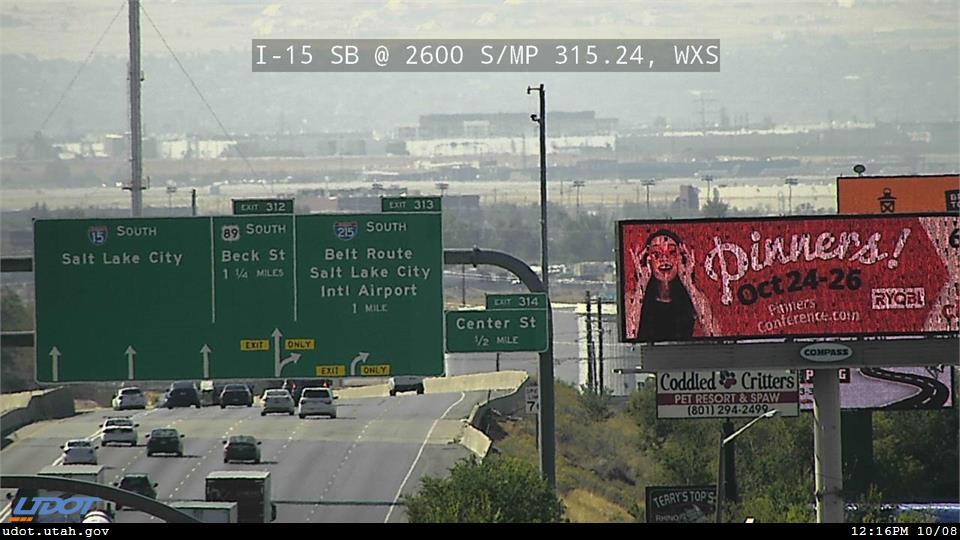 I-15 SB @ 2600 S/MP 315.24, WXS
EXIT 312
EXIT 313
15 SOUTH
Salt Lake City
89 SOUTH
Beck St
1 ¼ MILES
215 SOUTH
Belt Route
Salt Lake City
Intl Airport
1 MILE
EXIT ONLY
EXIT ONLY
EXIT 314
Center St
½ MILE
Pinners!
Oct 24-26
Pinners
Conference.com
RYOBI
COMPASS
Coddled Critters
PET RESORT & SPAW
(801) 294-2499
TERRY'S TOP'S
UDOT
udot.utah.gov
12:16PM 10/08